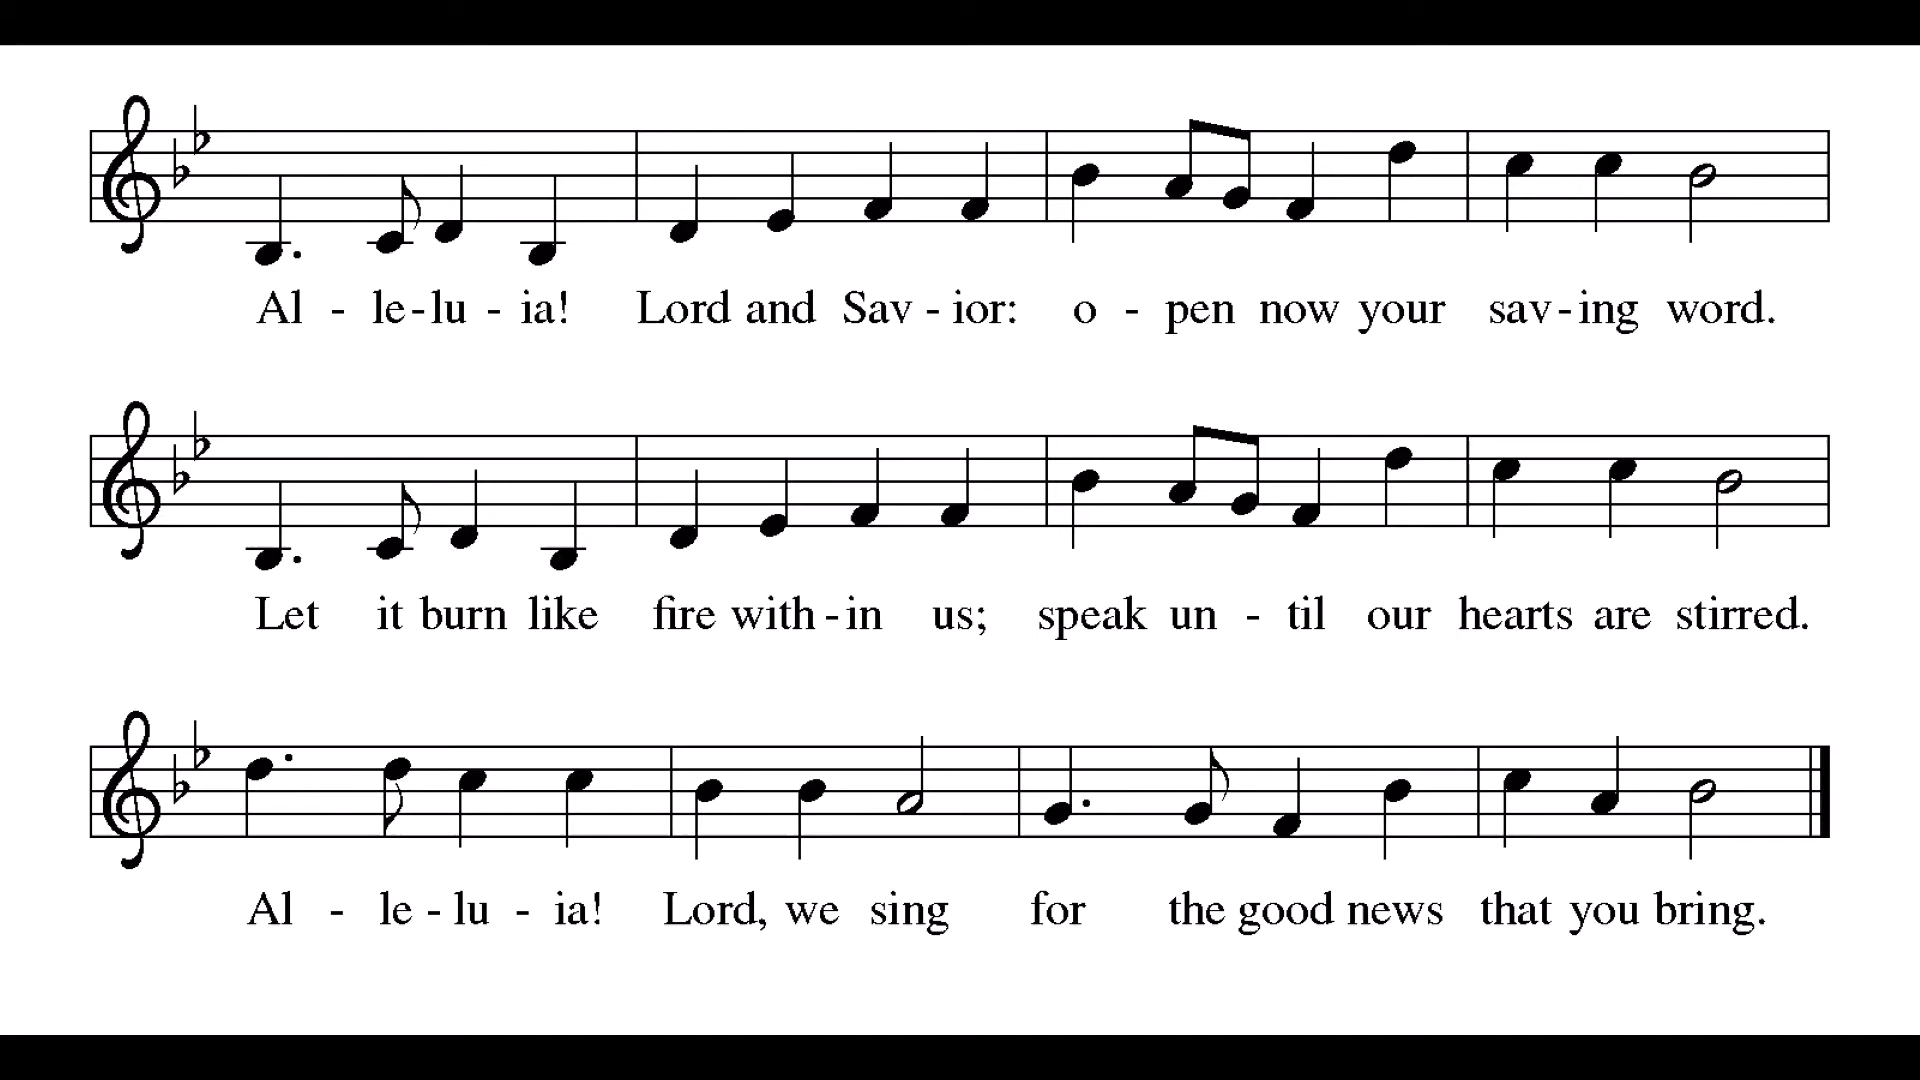 Al - le-lu - ia! Lord and Sav - ior: o - pen now your sav-ing word.
Let it burn like fire with-in us; speak un - til our hearts are stirred.
Al - le - lu - ia! Lord, we sing for the good news that you bring.